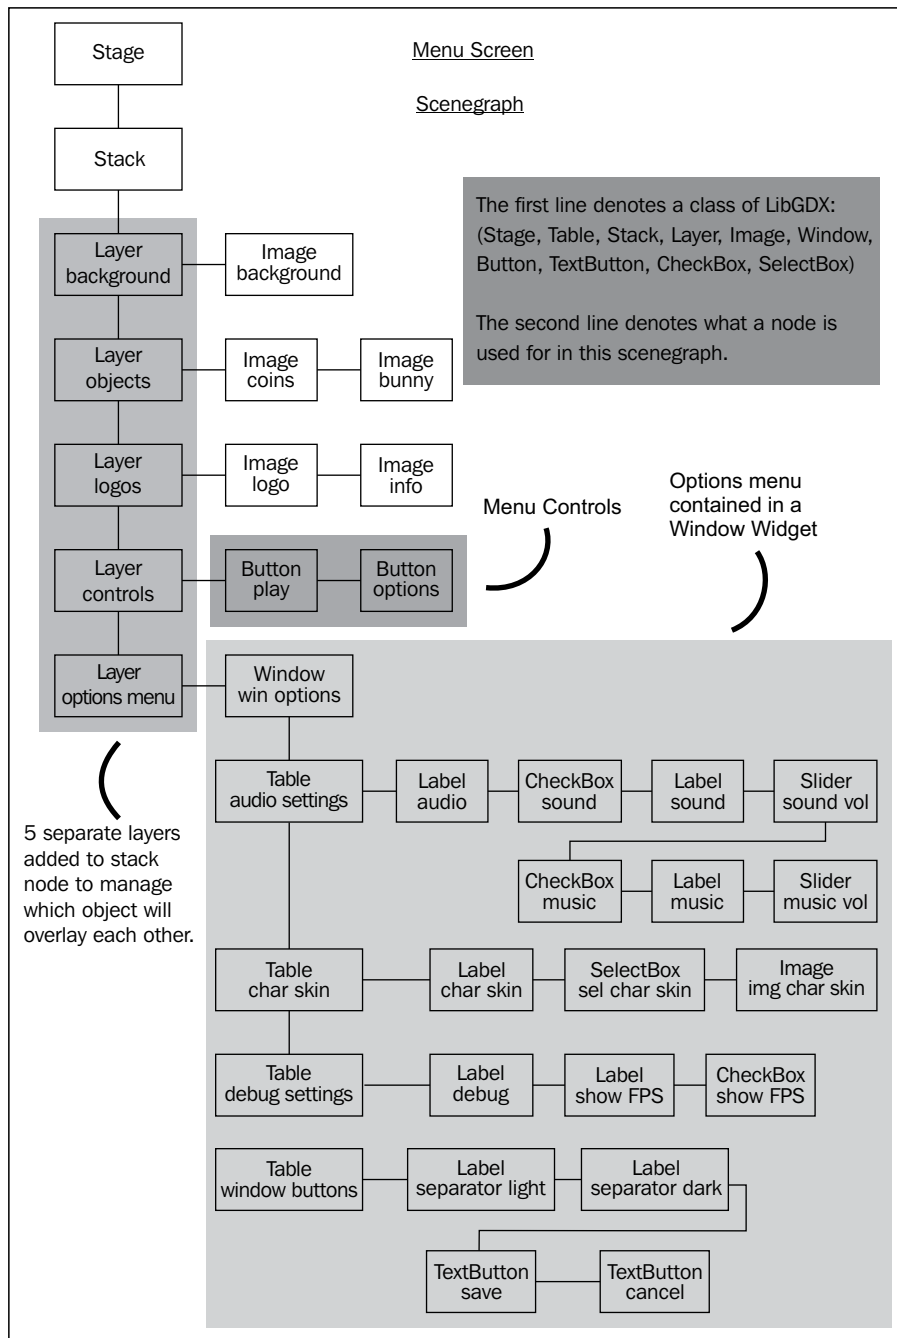 Menu Screen
Scenegraph
Stage
Stack
The first line denotes a class of LibGDX:
(Stage, Table, Stack, Layer, Image, Window,
Button, TextButton, CheckBox, SelectBox)
The second line denotes what a node is
used for in this scenegraph.
Layer
background
Image
background
Layer
objects
Image
coins
Image
bunny
Layer
logos
Image
logo
Image
info
Menu Controls
Options menu
contained in a
Window Widget
Layer
controls
Button
play
Button
options
Layer
options menu
Window
win options
5 separate layers
added to stack
node to manage
which object will
overlay each other.
Table
audio settings
Label
audio
CheckBox
sound
Label
sound
Slider
sound vol
CheckBox
music
Label
music
Slider
music vol
Table
char skin
Label
char skin
SelectBox
sel char skin
Image
img char skin
Table
debug settings
Label
debug
Label
show FPS
CheckBox
show FPS
Table
window buttons
Label
separator light
Label
separator dark
TextButton
save
TextButton
cancel